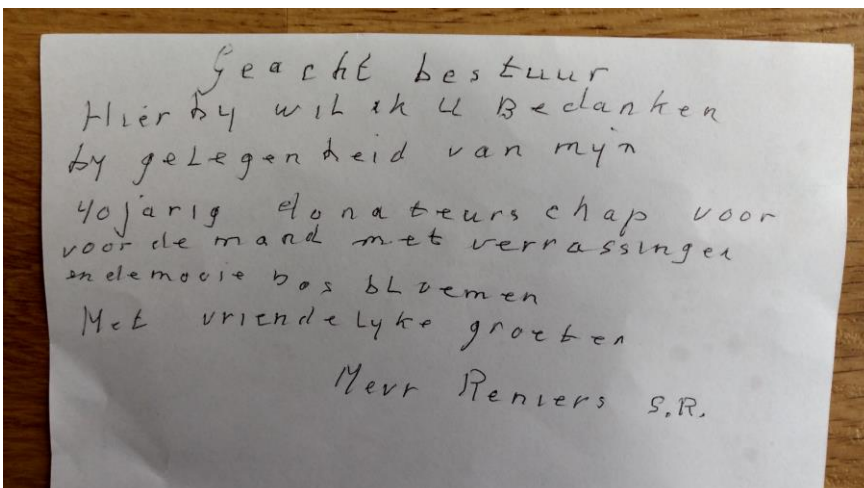 Geacht bestuur
Hierby wil ik U Bedanken
by gelegenheid van mijn
40jarig donateurschap voor
voor de mand met verrassingen
en de mooie bos bloemen
Met vriendelyke groeten
Mevr Reniers S.R.